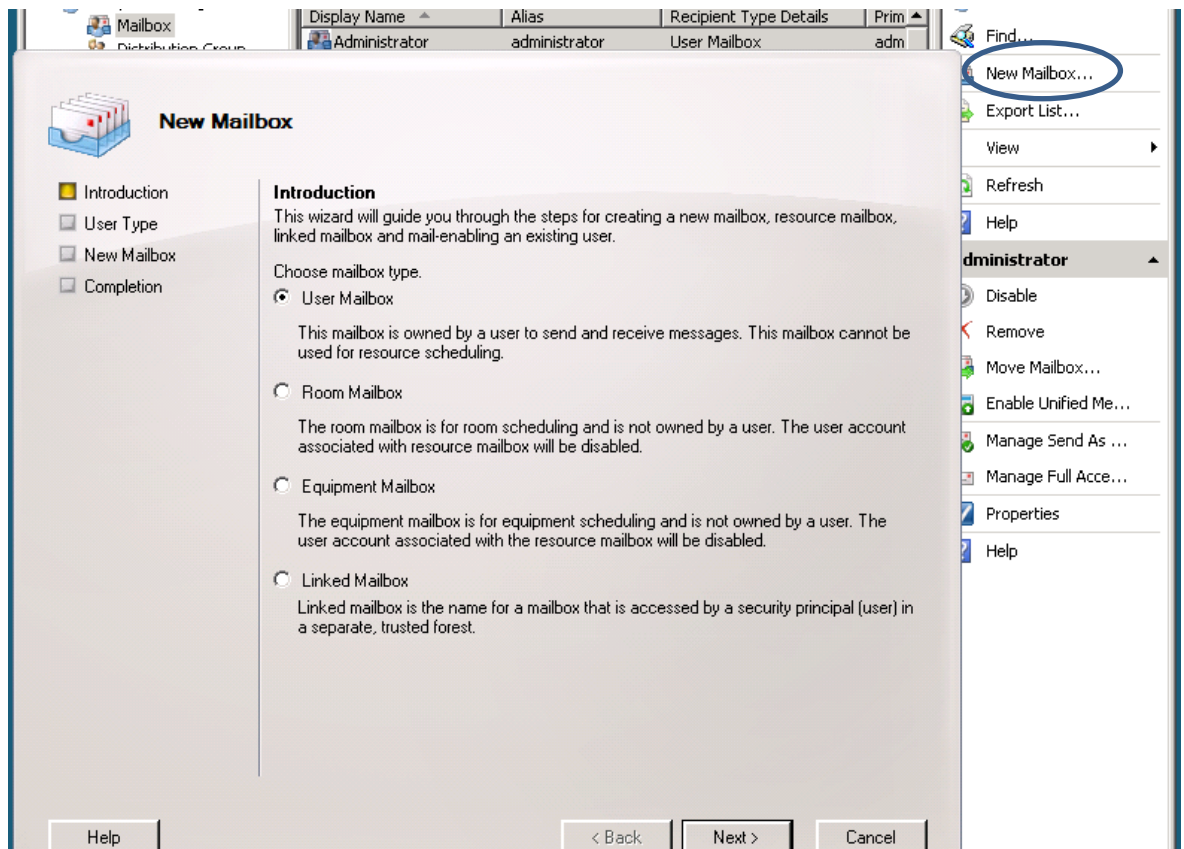 Mailbox
Distribution Group
Display Name
Alias
Recipient Type Details
Prim
Administrator
administrator
User Mailbox
adm
New Mailbox
Introduction
User Type
New Mailbox
Completion
Introduction
This wizard will guide you through the steps for creating a new mailbox, resource mailbox,
linked mailbox and mail-enabling an existing user.
Choose mailbox type.
User Mailbox
This mailbox is owned by a user to send and receive messages. This mailbox cannot be
used for resource scheduling.
Room Mailbox
The room mailbox is for room scheduling and is not owned by a user. The user account
associated with resource mailbox will be disabled.
Equipment Mailbox
The equipment mailbox is for equipment scheduling and is not owned by a user. The
user account associated with the resource mailbox will be disabled.
Linked Mailbox
Linked mailbox is the name for a mailbox that is accessed by a security principal (user) in
a separate, trusted forest.
Help
< Back
Next >
Cancel
Find...
New Mailbox...
Export List...
View
Refresh
Help
dministrator
Disable
Remove
Move Mailbox...
Enable Unified Me...
Manage Send As ...
Manage Full Acce...
Properties
Help